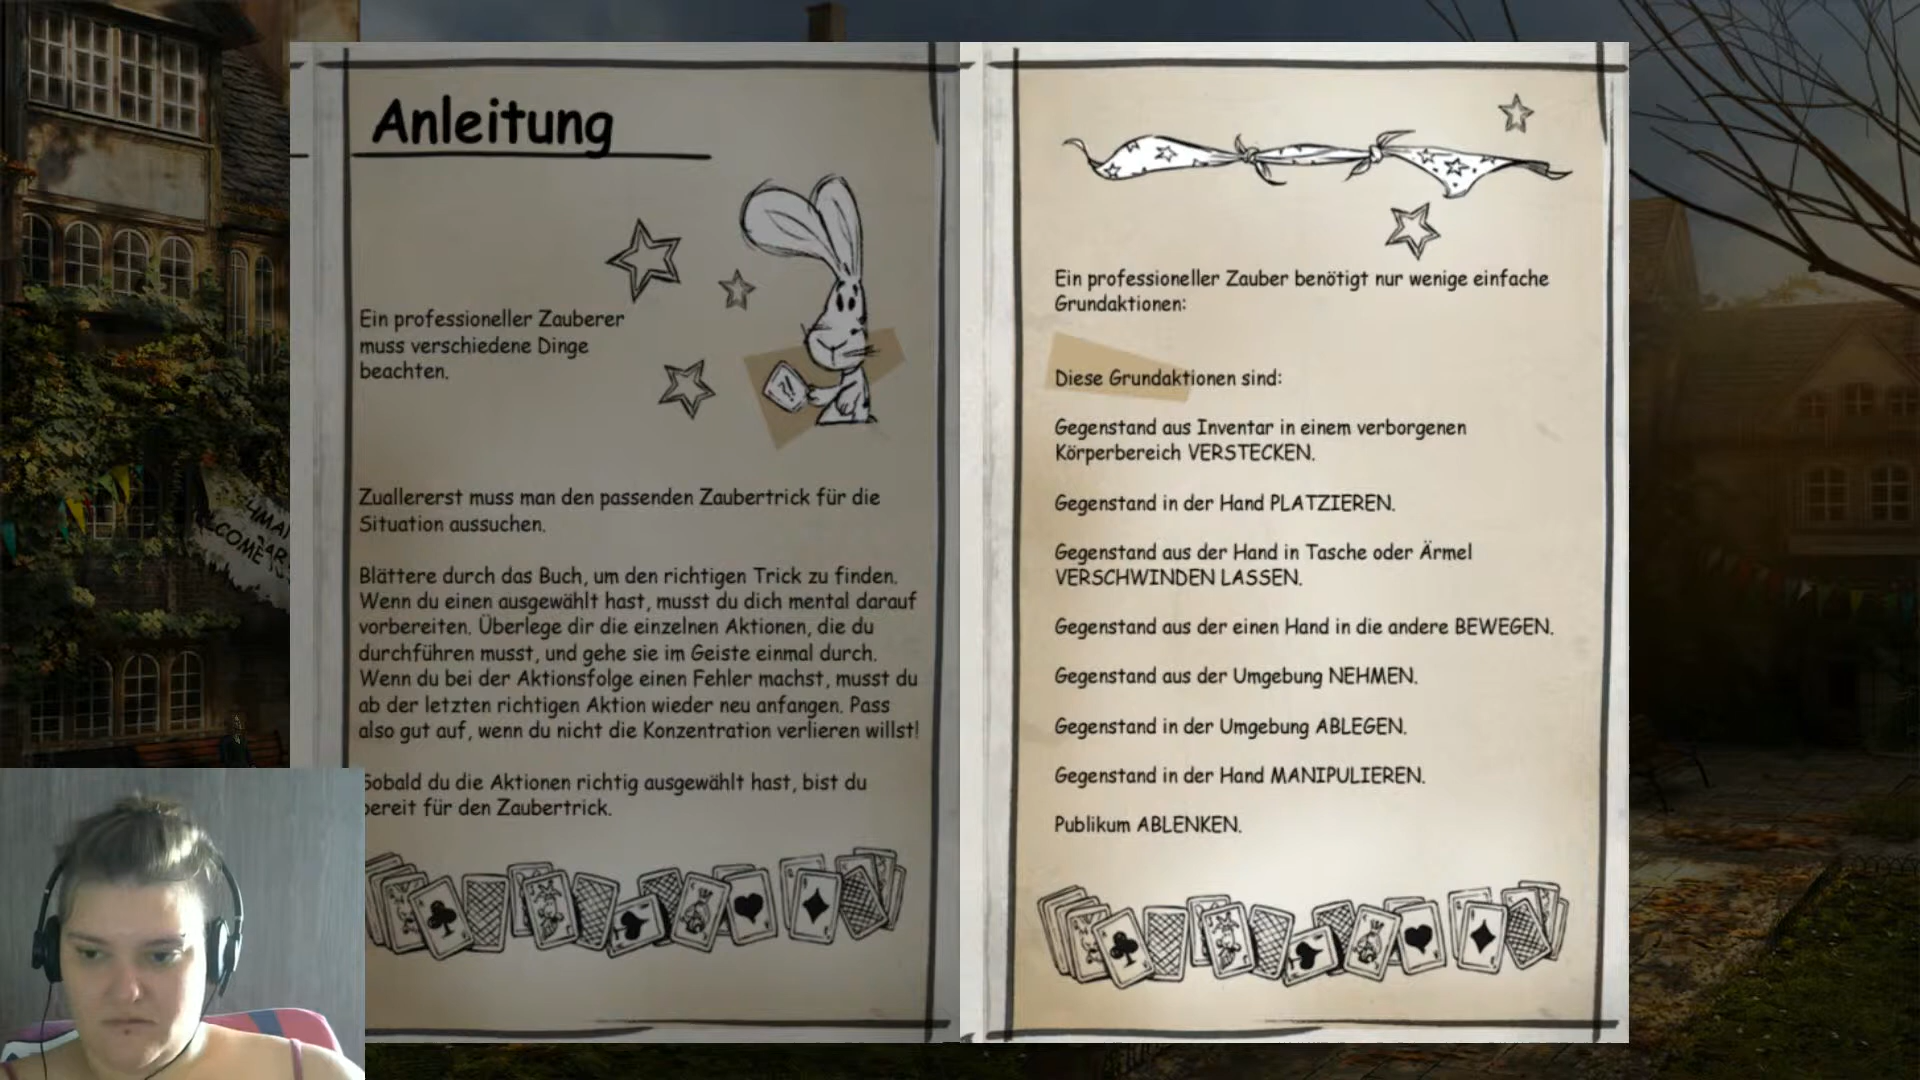 Anleitung
Ein professioneller Zauberer
muss verschiedene Dinge
beachten.
Zuallererst muss man den passenden Zaubertrick für die
Situation aussuchen.
Blättere durch das Buch, um den richtigen Trick zu finden.
Wenn du einen ausgewählt hast, musst du dich mental darauf
vorbereiten. Überlege dir die einzelnen Aktionen, die du
durchführen musst, und gehe sie im Geiste einmal durch.
Wenn du bei der Aktionsfolge einen Fehler machst, musst du
ab der letzten richtigen Aktion wieder neu anfangen. Pass
also gut auf, wenn du nicht die Konzentration verlieren willst!
Sobald du die Aktionen richtig ausgewählt hast, bist du
bereit für den Zaubertrick.
Ein professioneller Zauber benötigt nur wenige einfache
Grundaktionen:
Diese Grundaktionen sind:
Gegenstand aus Inventar in einem verborgenen
Körperbereich VERSTECKEN.
Gegenstand in der Hand PLATZIEREN.
Gegenstand aus der Hand in Tasche oder Ärmel
VERSCHWINDEN LASSEN.
Gegenstand aus der einen Hand in die andere BEWEGEN.
Gegenstand aus der Umgebung NEHMEN.
Gegenstand in der Umgebung ABLEGEN.
Gegenstand in der Hand MANIPULIEREN.
Publikum ABLENKEN.